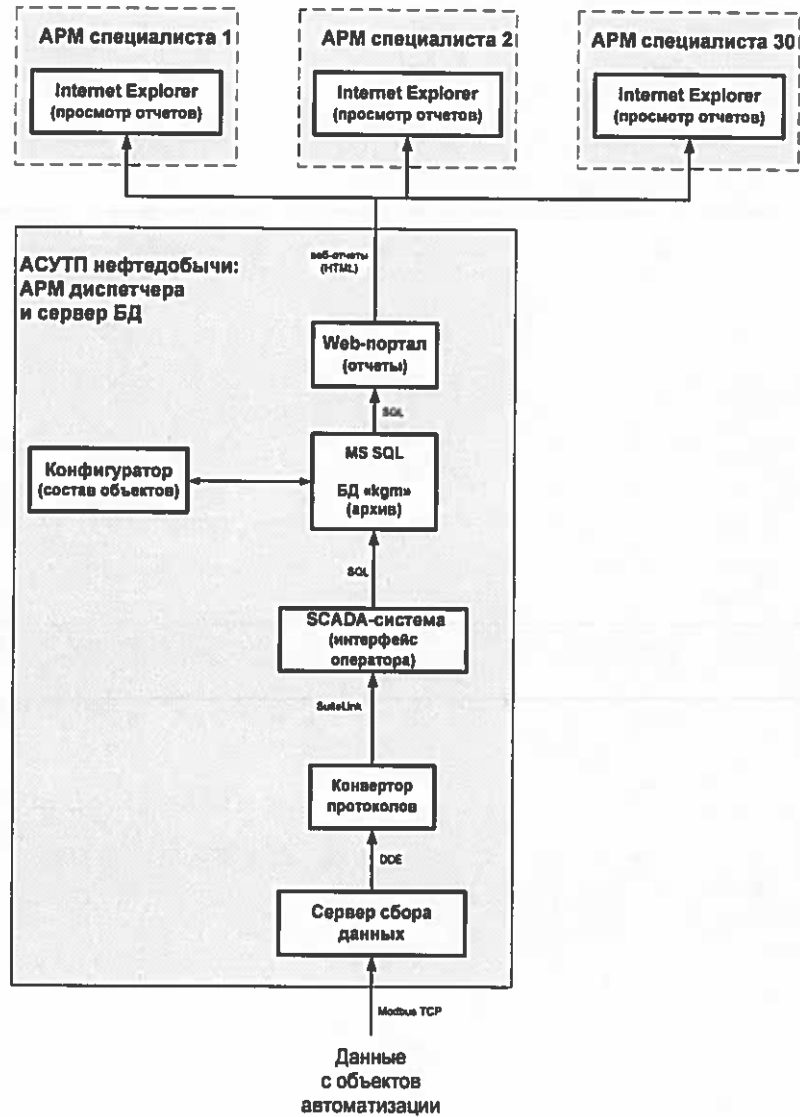 АРМ специалиста 1
Internet Explorer
(просмотр отчетов)
АРМ специалиста 2
Internet Explorer
(просмотр отчетов)
АРМ специалиста 30
Internet Explorer
(просмотр отчетов)
АСУТП нефтедобычи:
АРМ диспетчера
и сервер БД
веб-отчеты
(HTML)
Web-портал
(отчеты)
SQL
MS SQL
БД «kgm»
(архив)
Конфигуратор
(состав объектов)
SQL
SCADA-система
(интерфейс
оператора)
SuiteLink
Конвертор
протоколов
DDE
Сервер сбора
данных
Modbus TCP
Данные
с объектов
автоматизации